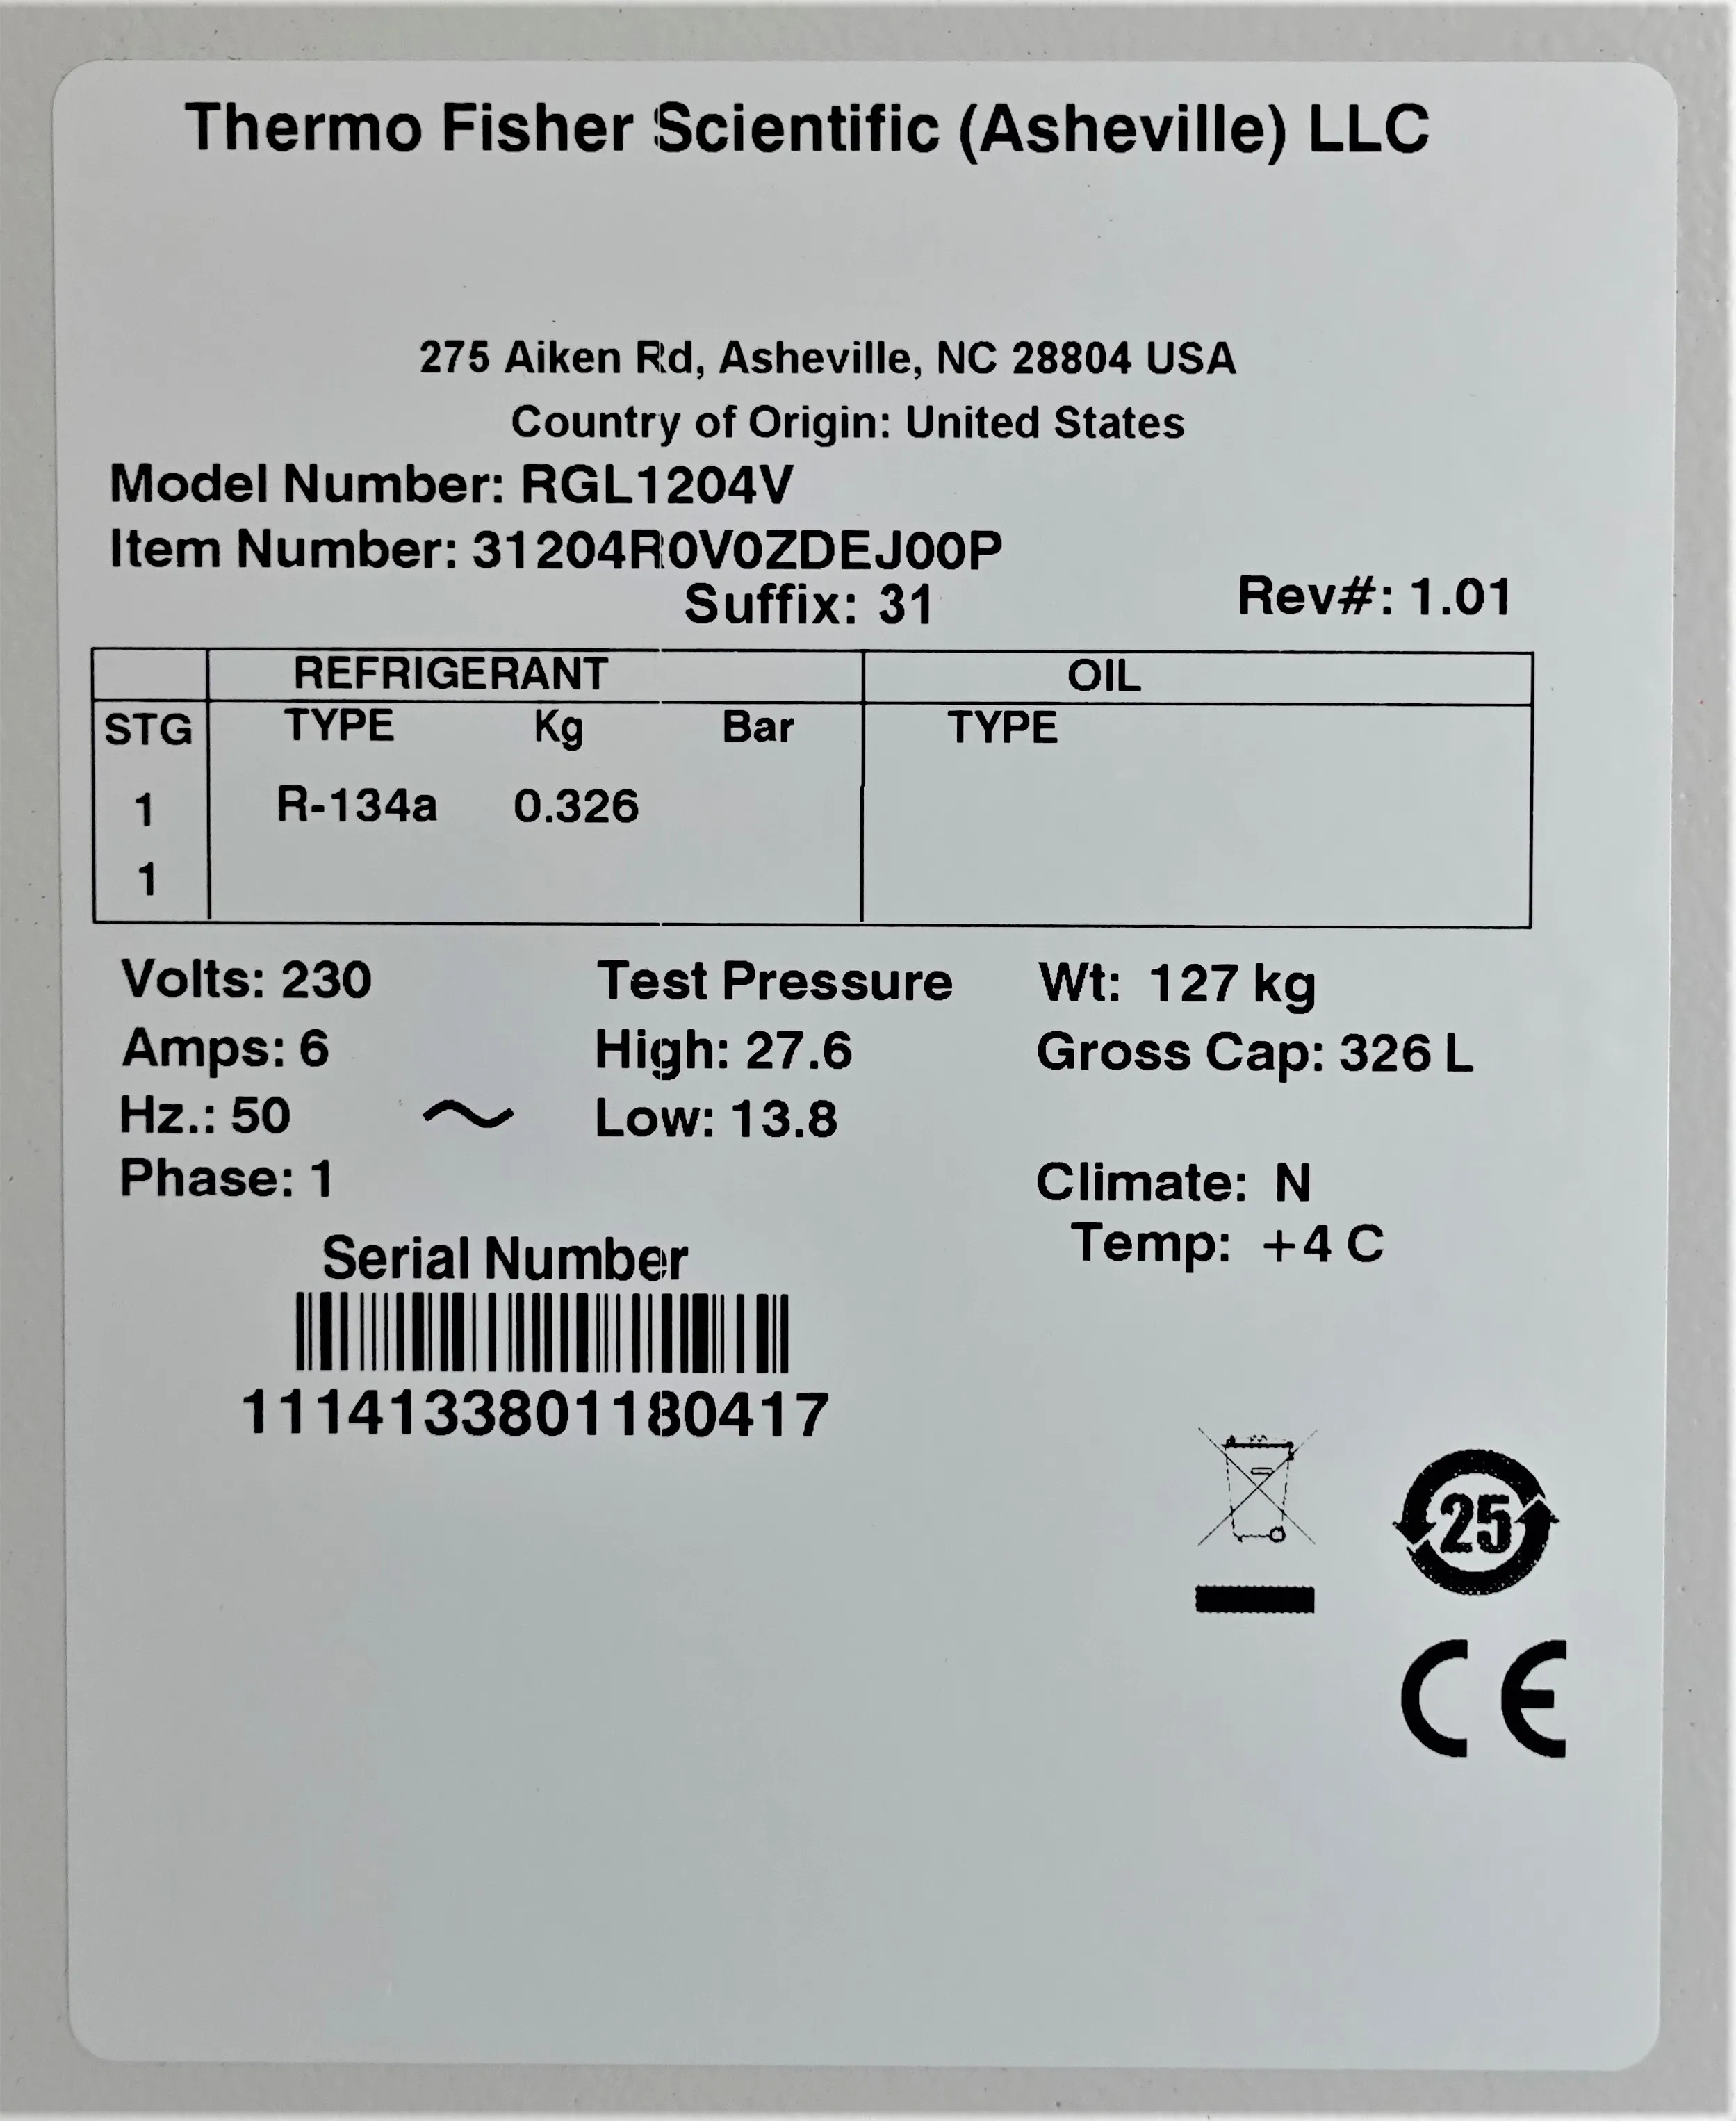 Thermo Fisher Scientific (Asheville) LLC
275 Aiken Rd, Asheville, NC 28804 USA
Country of Origin: United States
Model Number: RGL1204V
Item Number: 31204R0V0ZDEJ00P
Suffix: 31 Rev#: 1.01
REFRIGERANT OIL
STG TYPE Kg Bar TYPE
1 R-134a 0.326
1
Volts: 230 Test Pressure Wt: 127 kg
Amps: 6 High: 27.6 Gross Cap: 326 L
Hz.: 50 ~ Low: 13.8
Phase: 1 Climate: N
Temp: +4 C
Serial Number
1114133801180417
25
CE